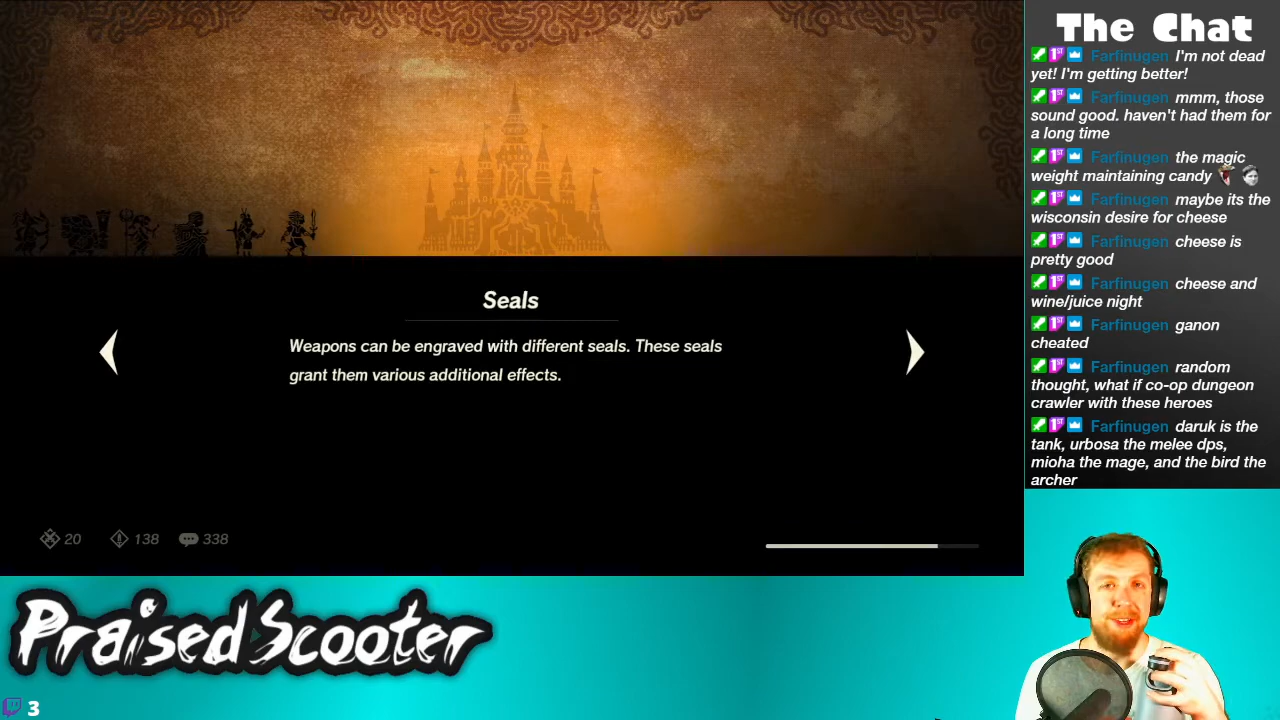 The Chat
Farfinugen I'm not dead
yet! I'm getting better!
Farfinugen mmm, those
sound good. haven't had them for
a long time
Farfinugen the magic
weight maintaining candy
Farfinugen maybe its the
wisconsin desire for cheese
Farfinugen cheese is
pretty good
Farfinugen cheese and
wine/juice night
Farfinugen ganon
cheated
Farfinugen random
thought, what if co-op dungeon
crawler with these heroes
Farfinugen daruk is the
tank, urbosa the melee dps,
mioha the mage, and the bird the
archer
Seals
Weapons can be engraved with different seals. These seals
grant them various additional effects.
20
138
338
PraisedScooter
3